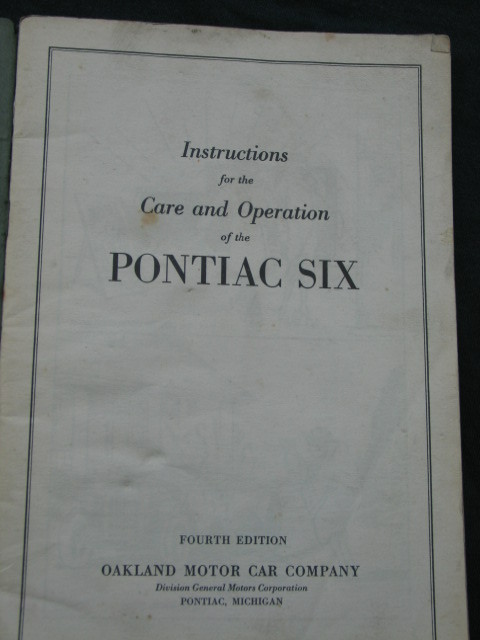 Instructions
for the
Care and Operation
of the
PONTIAC SIX
FOURTH EDITION
OAKLAND MOTOR CAR COMPANY
Division General Motors Corporation
PONTIAC, MICHIGAN